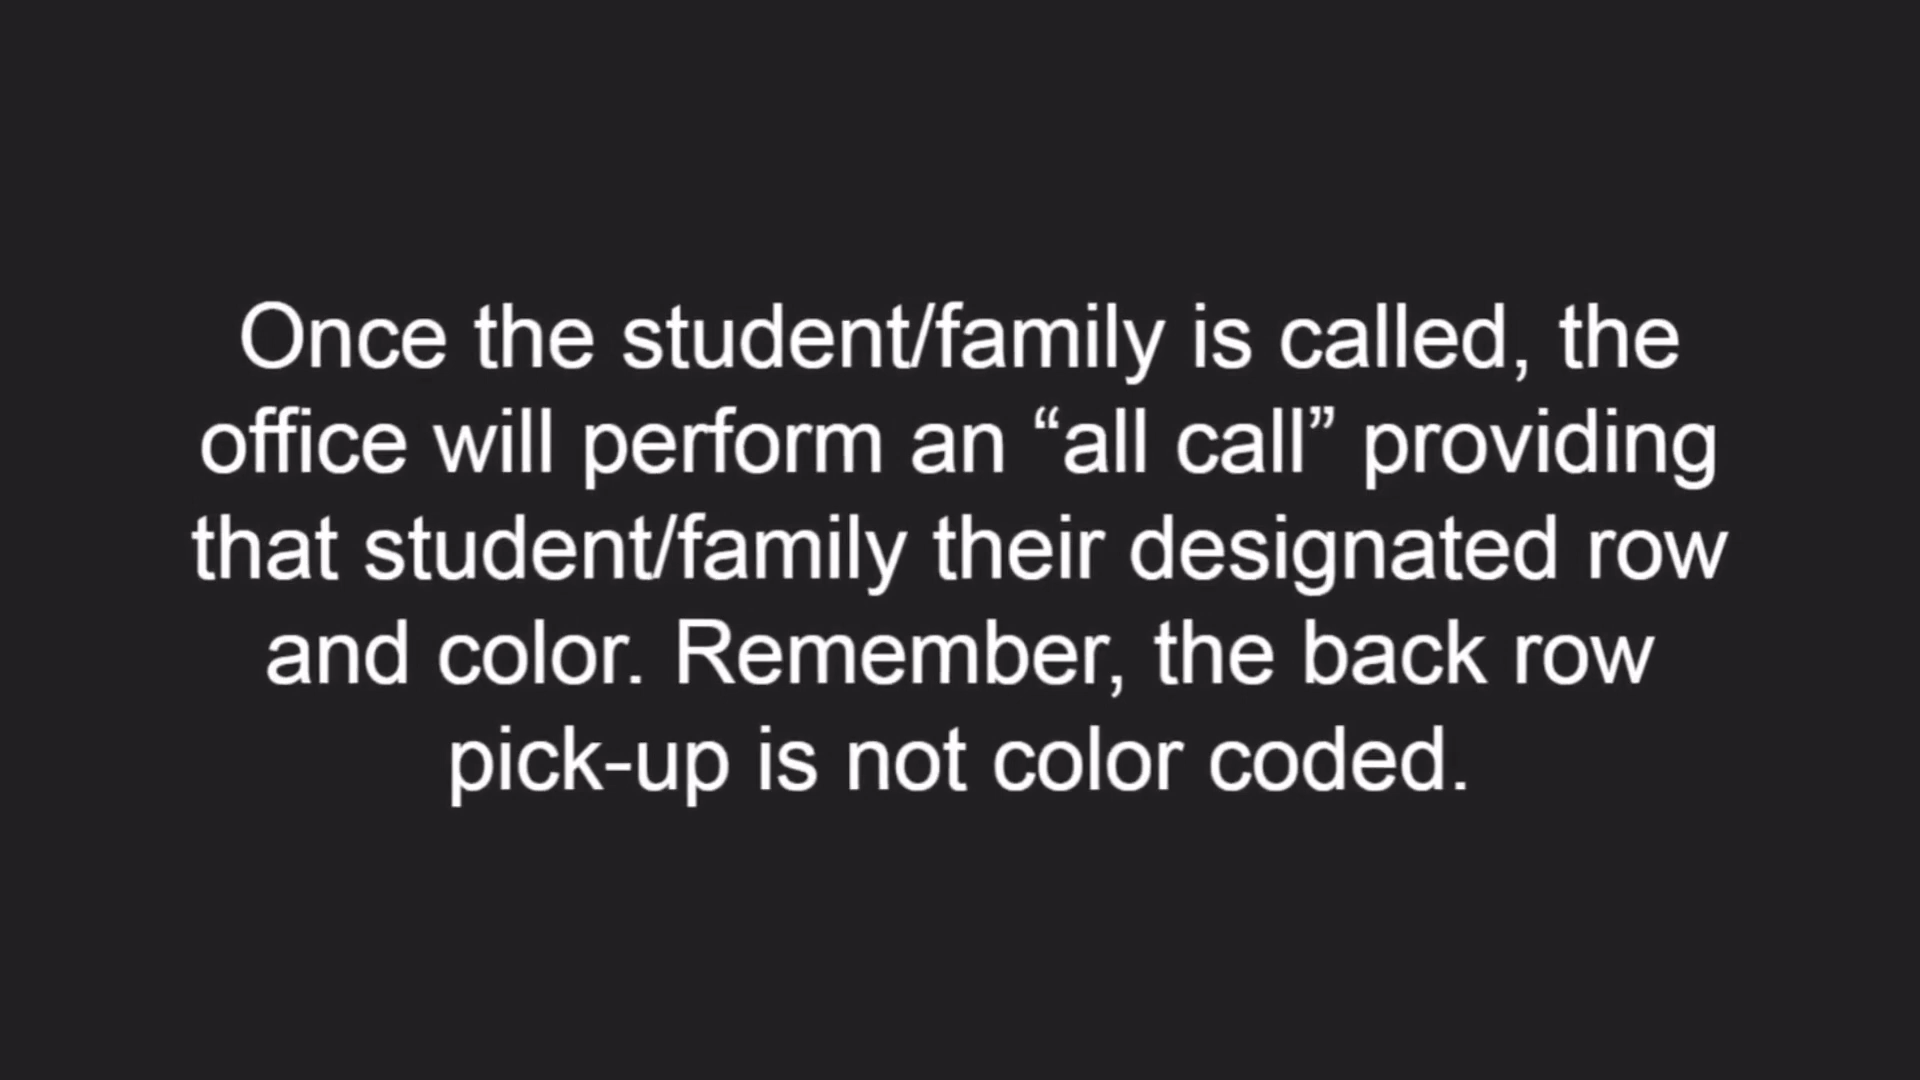 Once the student/family is called, the
office will perform an “all call” providing
that student/family their designated row
and color. Remember, the back row
pick-up is not color coded.